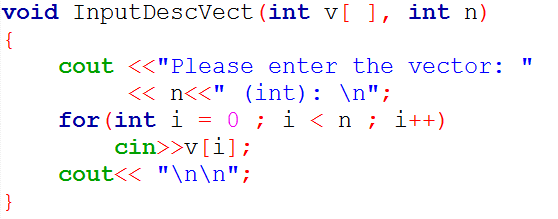 void InputDescVect(int v[ ], int n)
{
    cout <<"Please enter the vector: "
         << n<<" (int): \n";
    for(int i = 0 ; i < n ; i++)
        cin>>v[i];
    cout<< "\n\n";
}